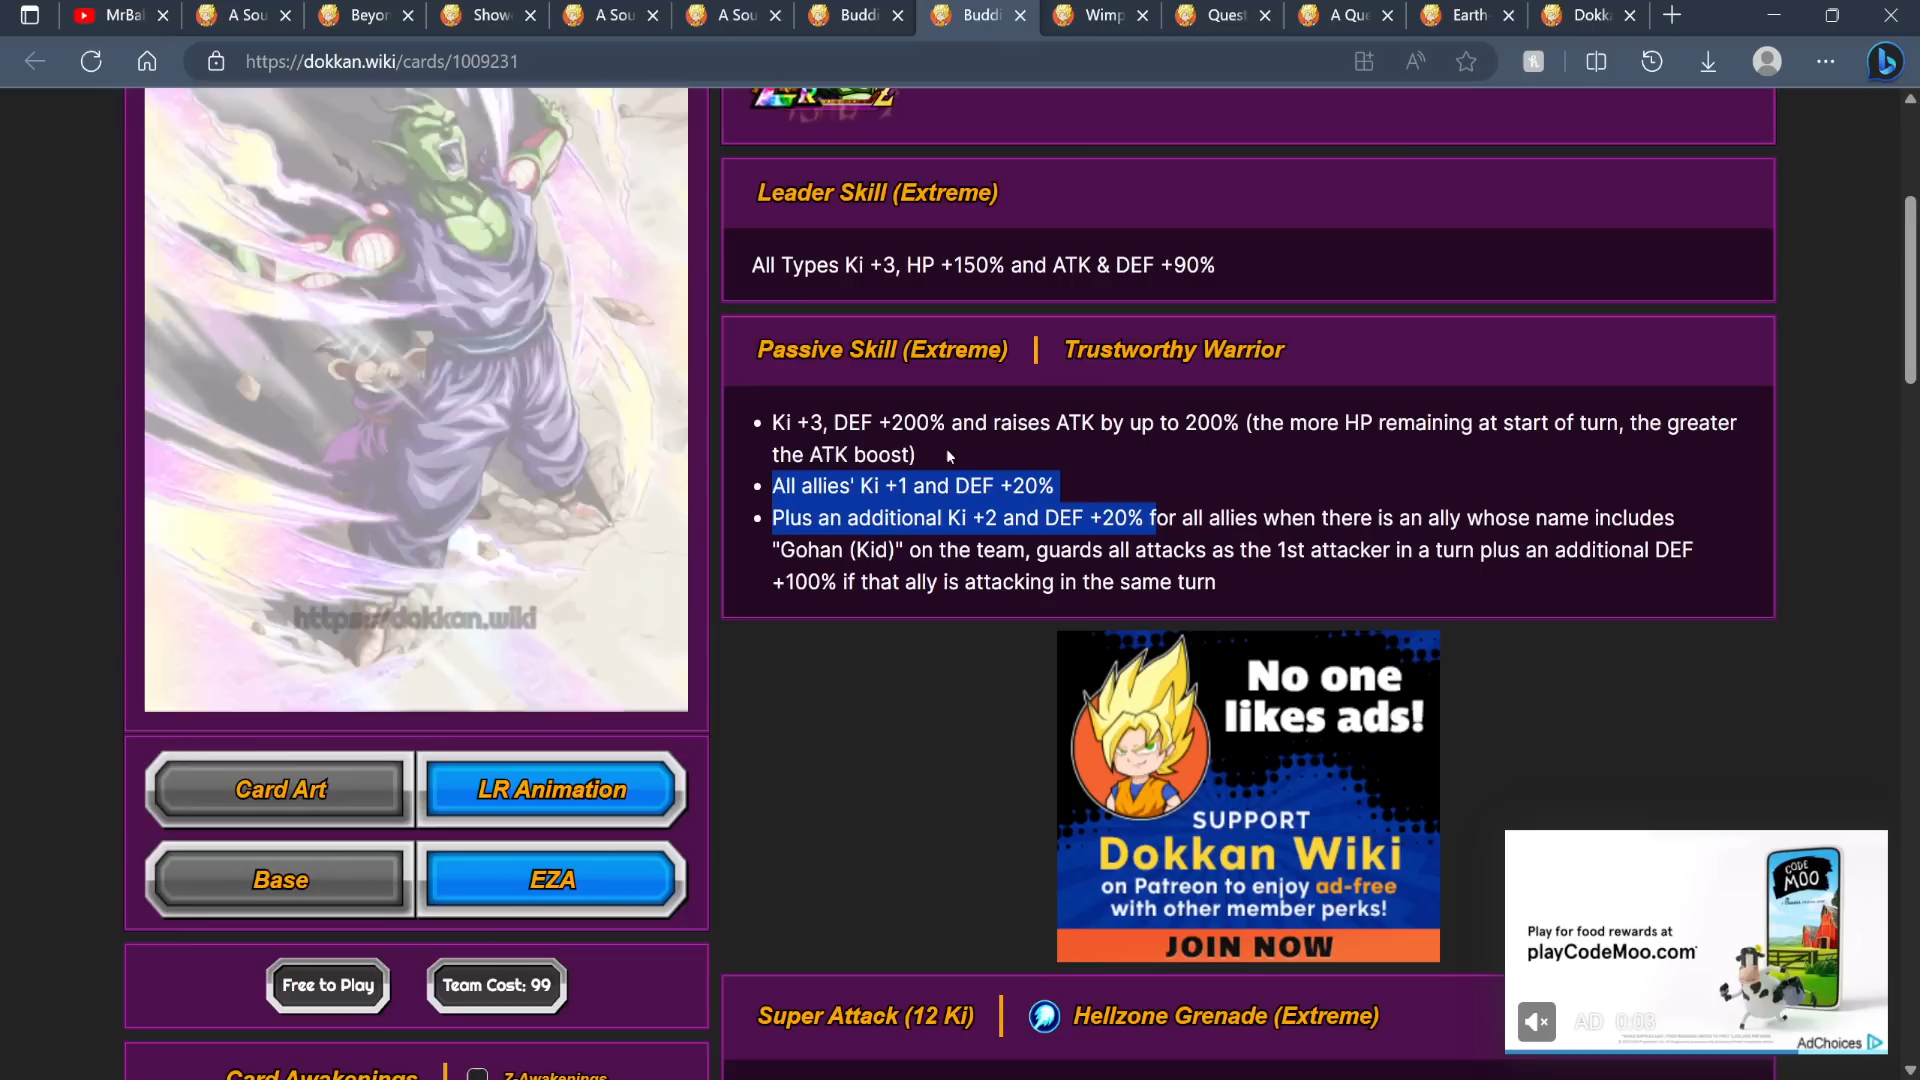 MrBal
A Sou
Beyon
Show
A Sou
A Sou
Buddi
Buddi
Wimp
Quest
A Que
Earth-
Dokka
https://dokkan.wiki/cards/1009231
Leader Skill (Extreme)
All Types Ki +3, HP +150% and ATK & DEF +90%
Passive Skill (Extreme) | Trustworthy Warrior
• Ki +3, DEF +200% and raises ATK by up to 200% (the more HP remaining at start of turn, the greater
the ATK boost)
• All allies' Ki +1 and DEF +20%
• Plus an additional Ki +2 and DEF +20% for all allies when there is an ally whose name includes
"Gohan (Kid)" on the team, guards all attacks as the 1st attacker in a turn plus an additional DEF
+100% if that ally is attacking in the same turn
https://dokkan.wiki
Card Art
LR Animation
Base
EZA
Free to Play
Team Cost: 99
Card Awakenings
Z-Awakenings
No one
likes ads!
SUPPORT
Dokkan Wiki
on Patreon to enjoy ad-free
with other member perks!
JOIN NOW
Super Attack (12 Ki) | Hellzone Grenade (Extreme)
CODE
MOO
Play for food rewards at
playCodeMoo.com
AD 0:03
AdChoices